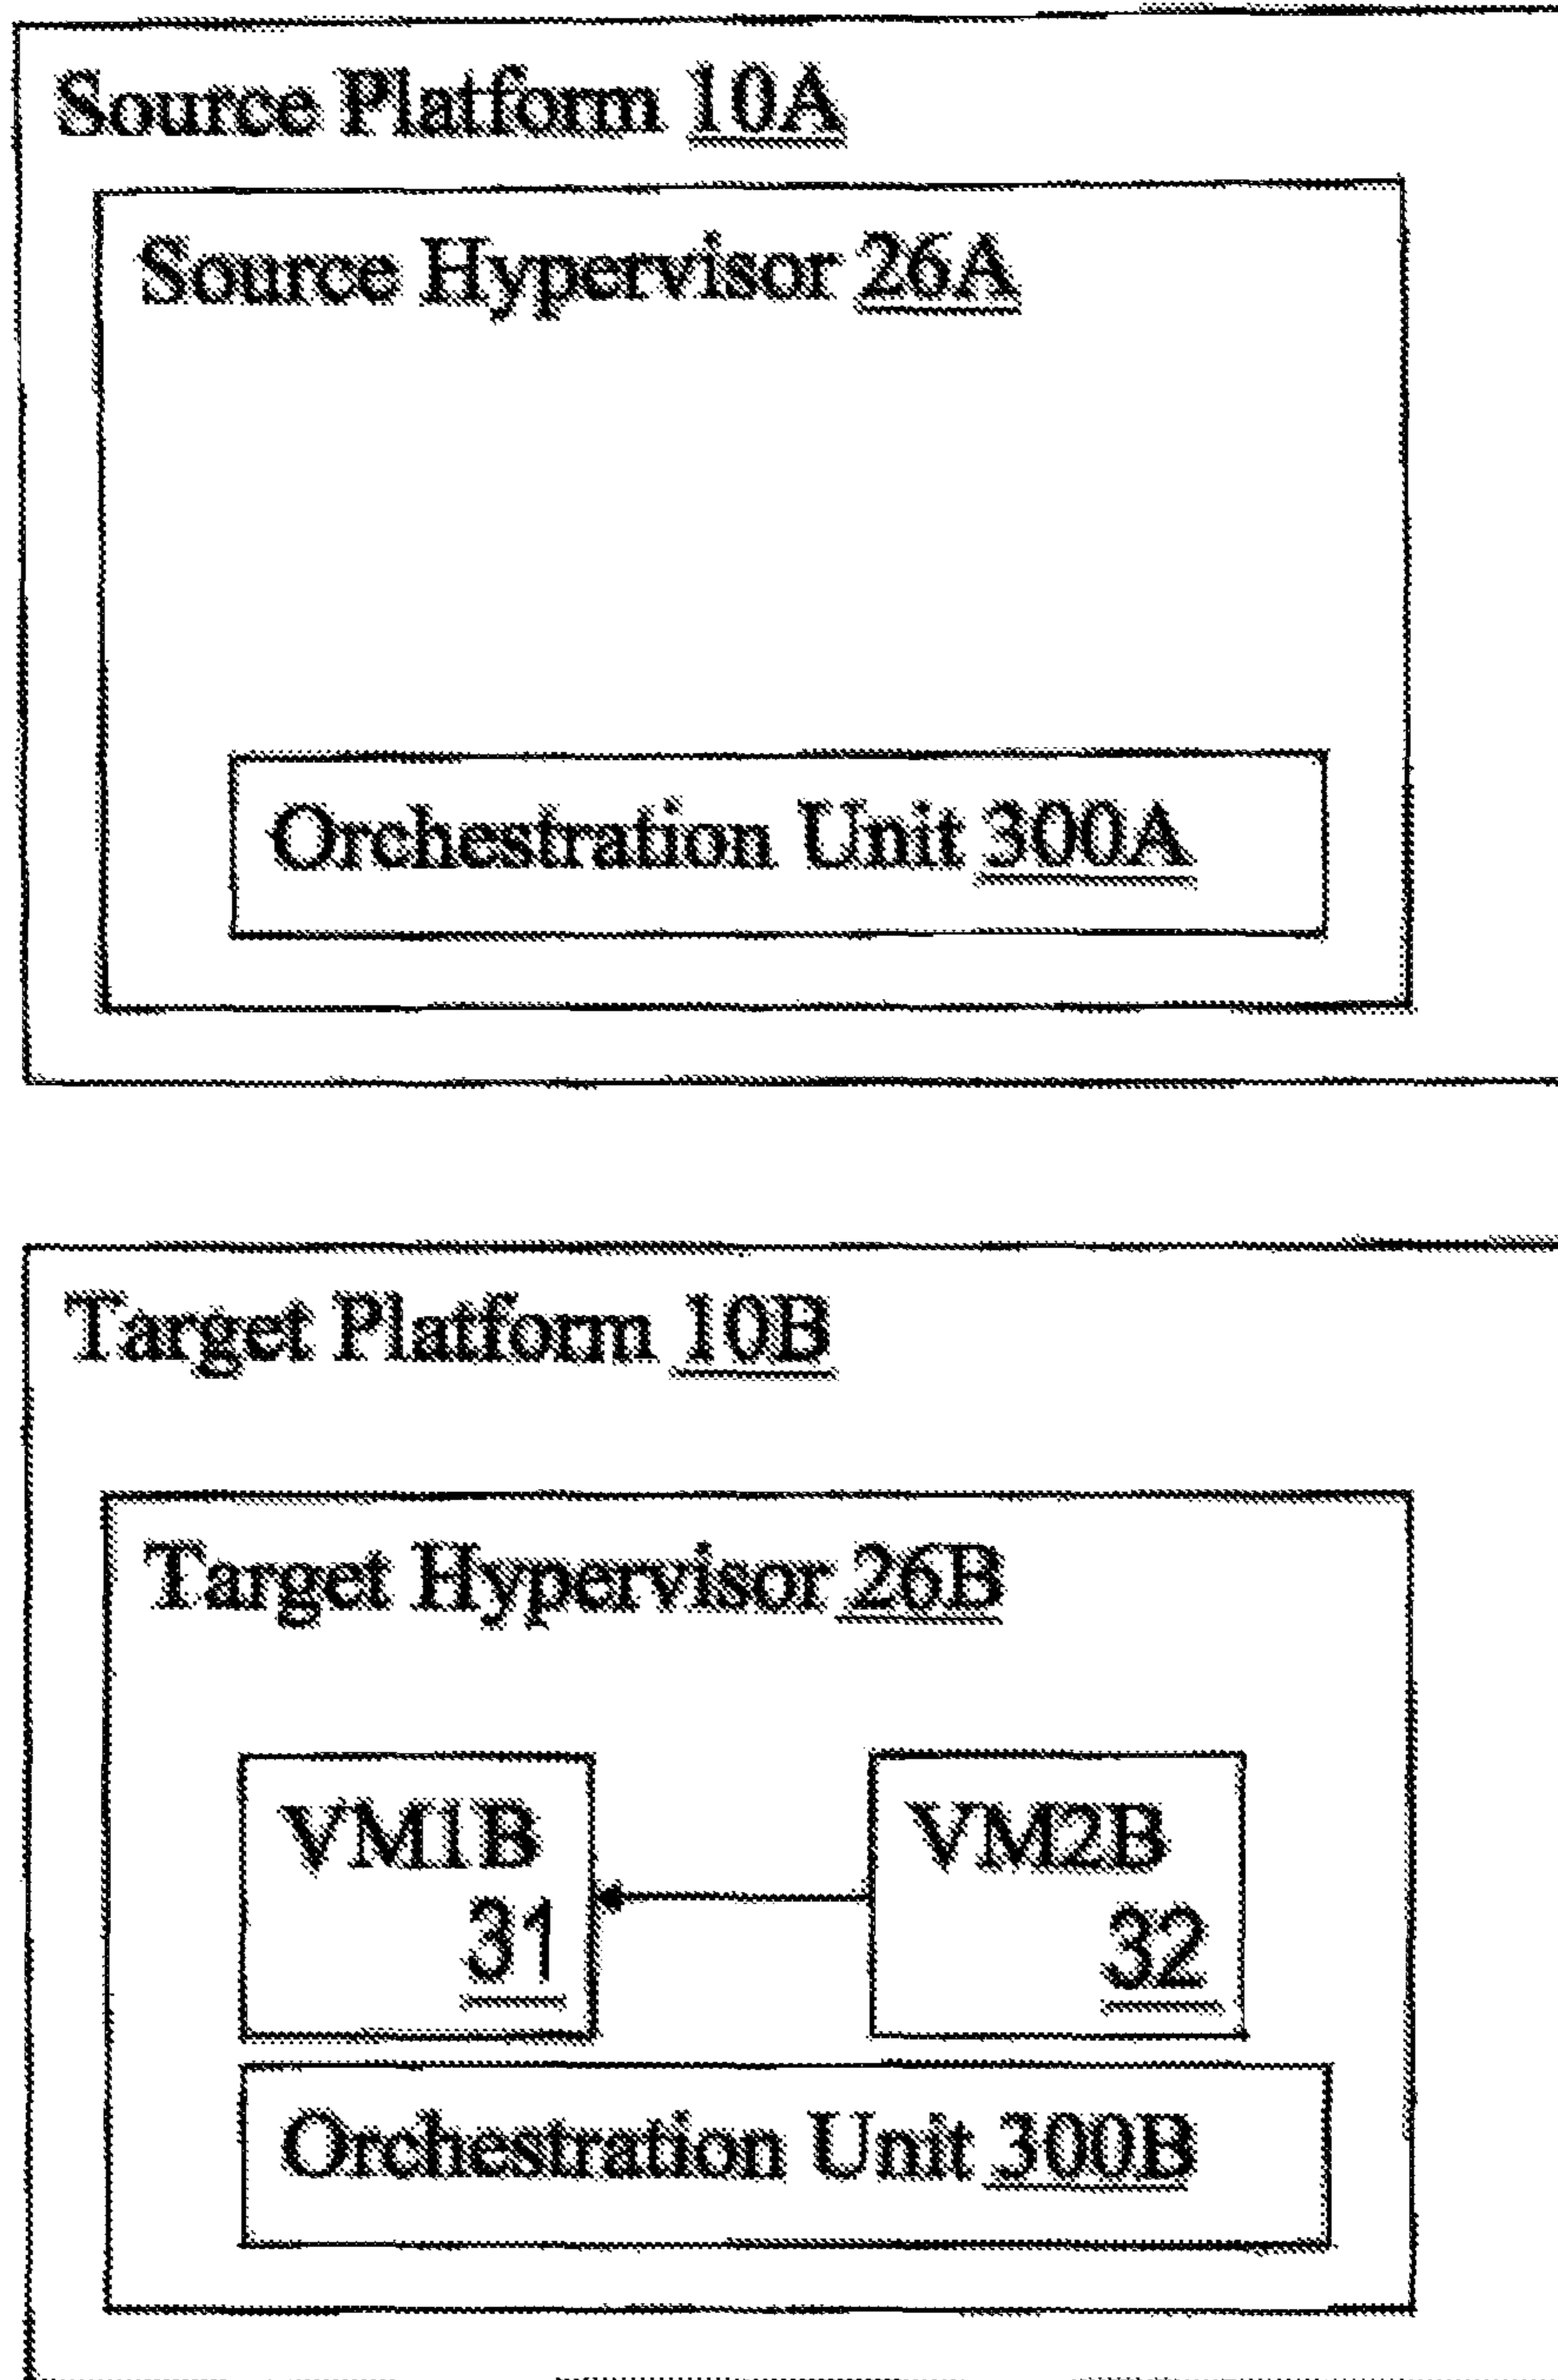 Source Platform 10A
Source Hypervisor 26A
Orchestration Unit 300A
Target Platform 10B
Target Hypervisor 26B
VM1B
31
VM2B
32
Orchestration Unit 300B